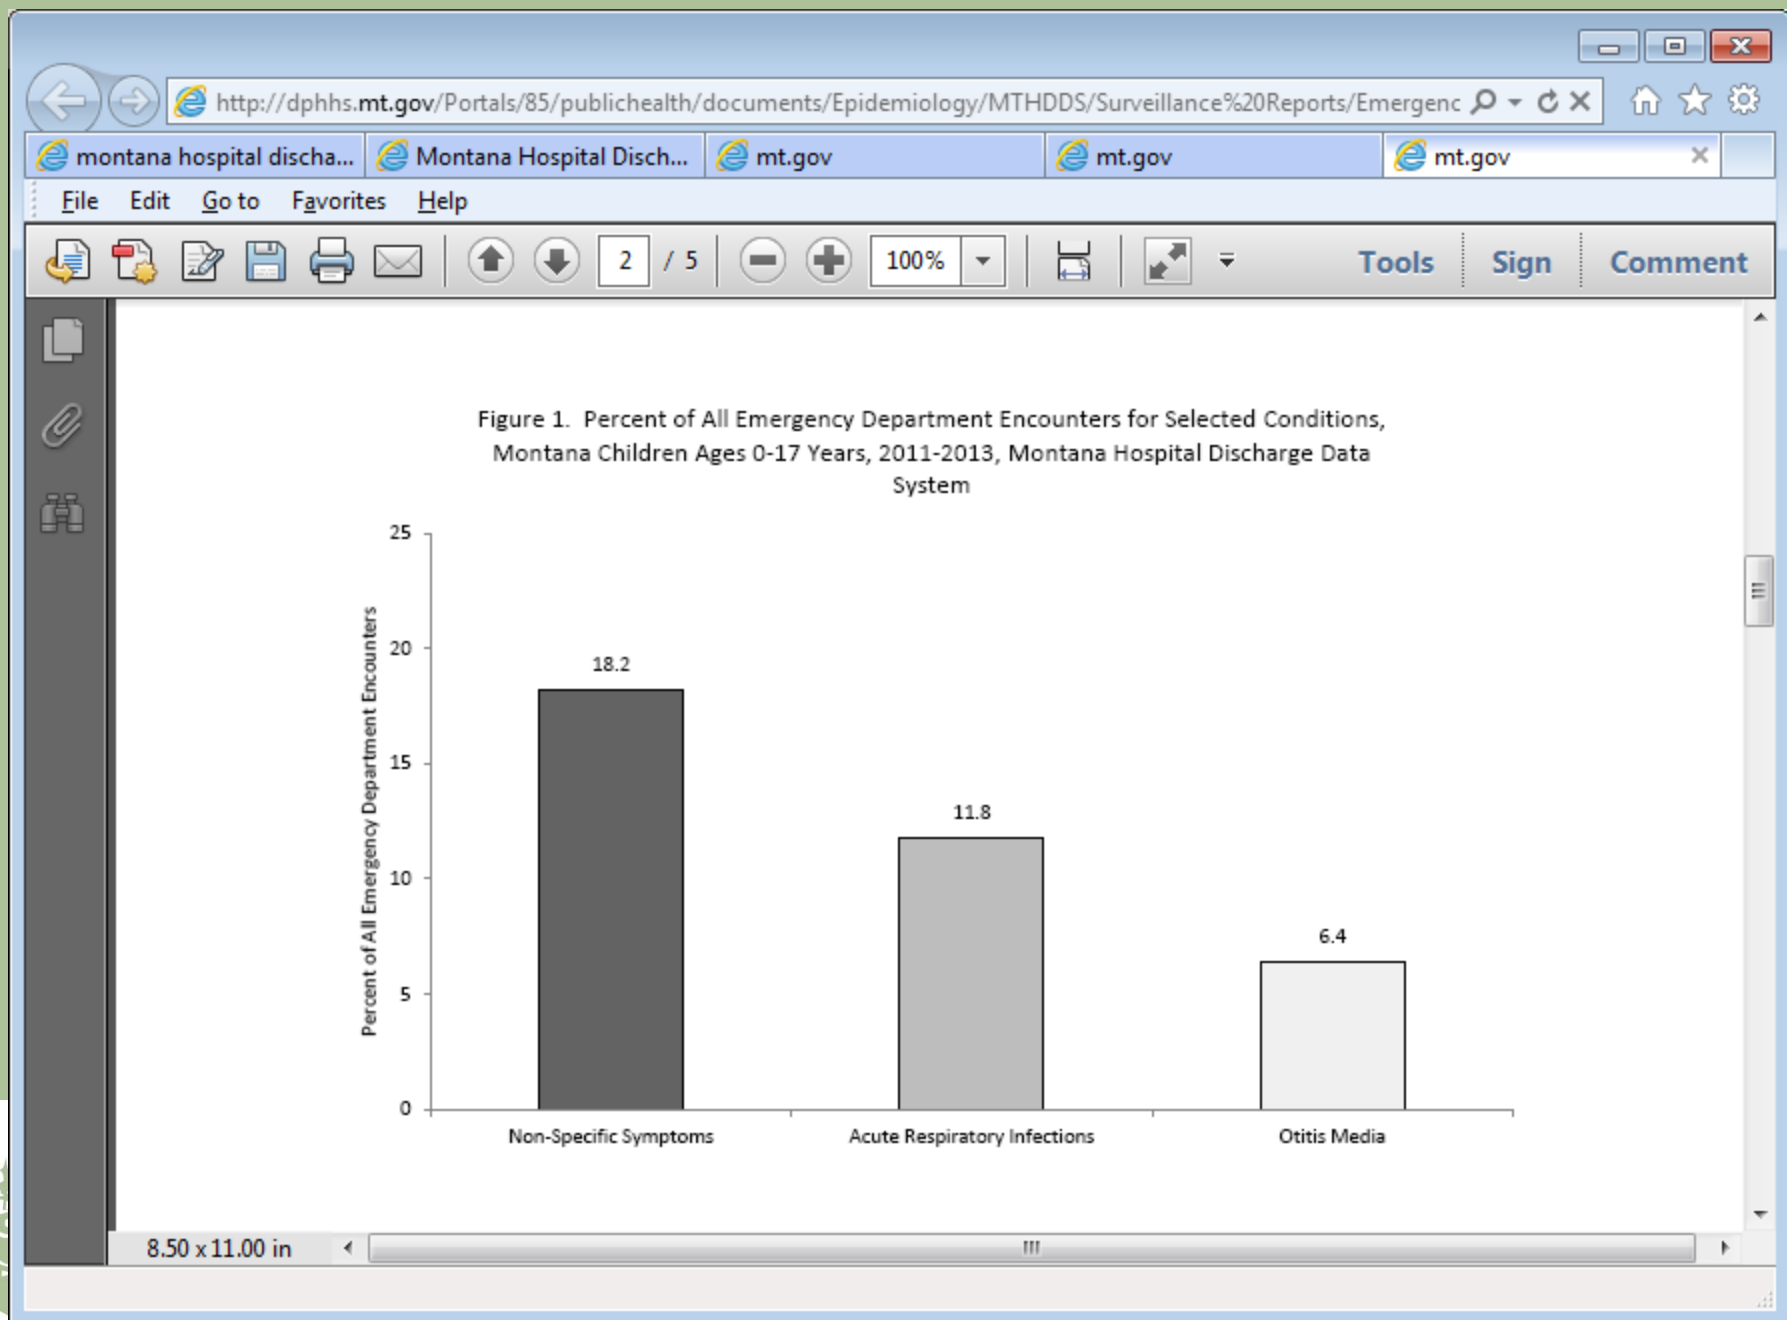 http://dphhs.mt.gov/Portals/85/publichealth/documents/Epidemiology/MTHDDS/Surveillance%20Reports/Emergenc
montana hospital discha... Montana Hospital Disch... mt.gov mt.gov mt.gov
File Edit Go to Favorites Help
2 / 5 100% Tools Sign Comment
Figure 1. Percent of All Emergency Department Encounters for Selected Conditions,
Montana Children Ages 0-17 Years, 2011-2013, Montana Hospital Discharge Data
System
Percent of All Emergency Department Encounters
25
20
15
10
5
0
18.2
11.8
6.4
Non-Specific Symptoms Acute Respiratory Infections Otitis Media
8.50 x 11.00 in